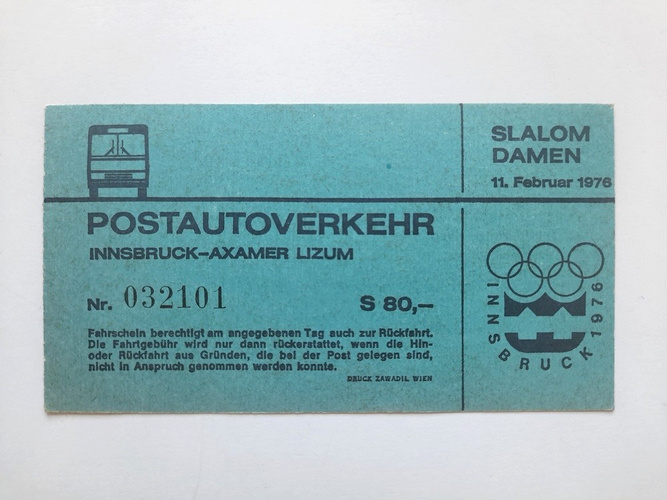 SLALOM
DAMEN
11. Februar 1976
POSTAUTOVERKEHR
INNSBRUCK–AXAMER LIZUM
Nr. 032101 S 80,–
Fahrschein berechtigt am angegebenen Tag auch zur Rückfahrt.
Die Fahrtgebühr wird nur dann rückerstattet, wenn die Hin-
oder Rückfahrt aus Gründen, die bei der Post gelegen sind,
nicht in Anspruch genommen werden konnte.
DRUCK ZAWADIL WIEN
INNSBRUCK 1976